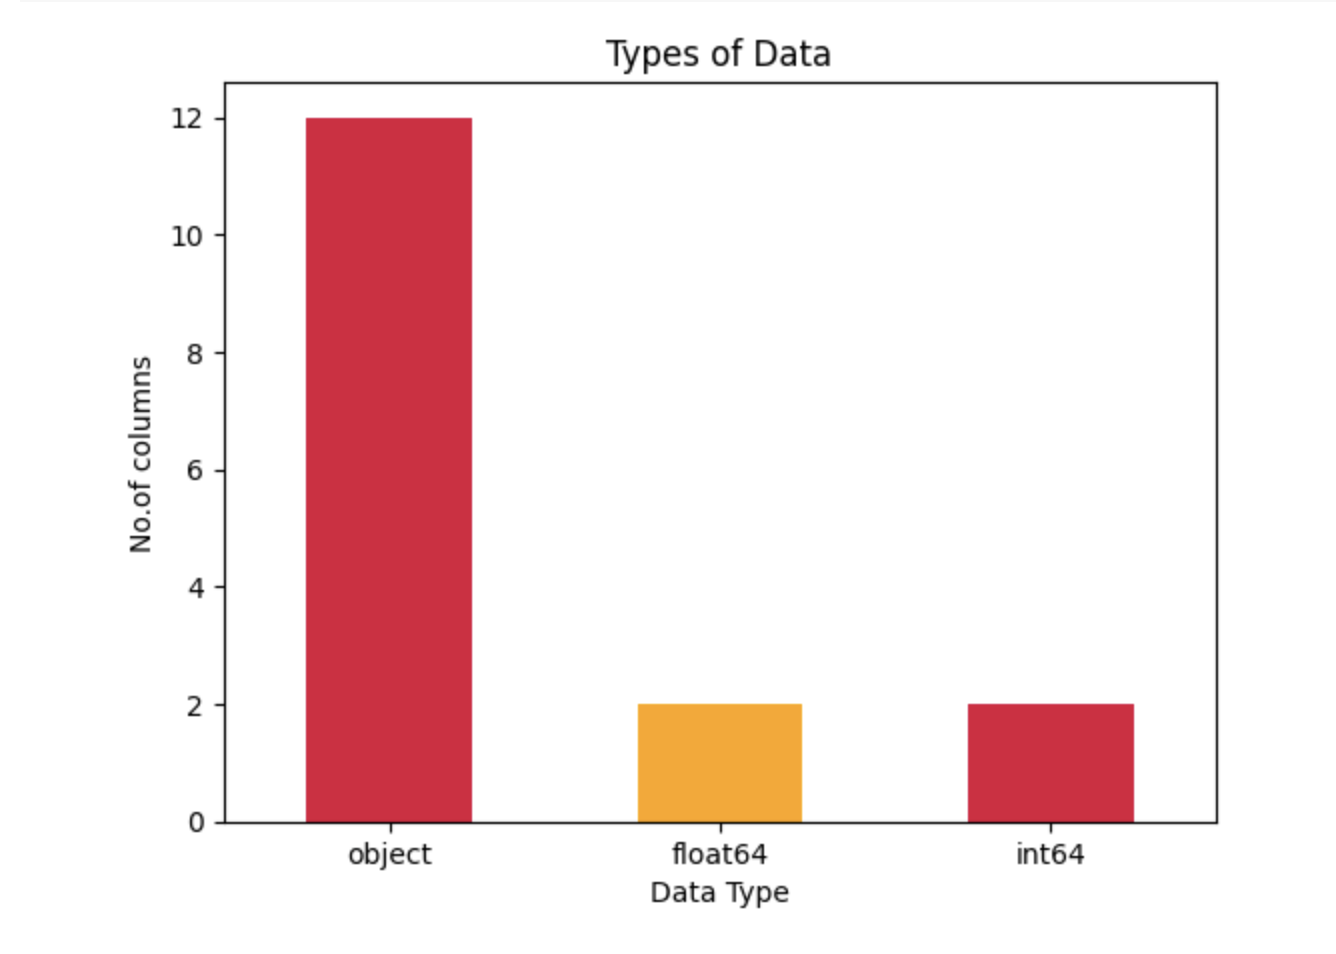 Types of Data
12
10
8
6
4
2
0
No.of columns
object float64 int64
Data Type